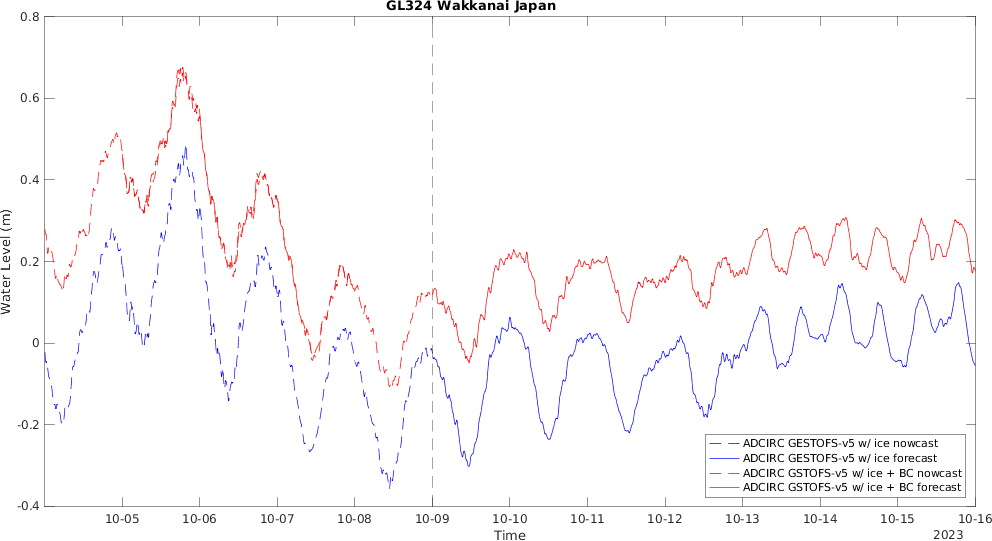 GL324 Wakkanai Japan
0.8
0.6
0.4
0.2
0
-0.2
-0.4
Water Level (m)
10-05
10-06
10-07
10-08
10-09
10-10
10-11
10-12
10-13
10-14
10-15
10-16
Time
2023
ADCIRC GESTOFS-v5 w/ ice nowcast
ADCIRC GESTOFS-v5 w/ ice forecast
ADCIRC GSTOFS-v5 w/ ice + BC nowcast
ADCIRC GSTOFS-v5 w/ ice + BC forecast